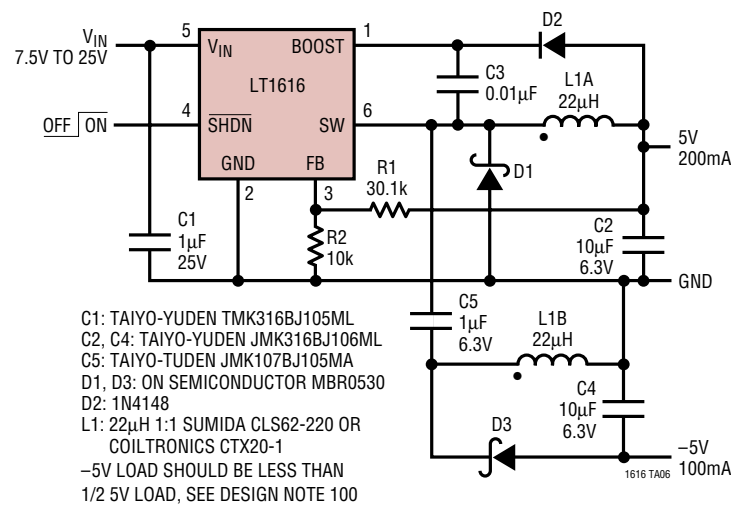 D2
VIN
7.5V TO 25V
5
VIN
BOOST
1
LT1616
C3
0.01µF
L1A
22µH
OFF ON
4
SHDN
SW
6
5V
200mA
GND
FB
2
3
R1
30.1k
D1
C1
1µF
25V
R2
10k
C2
10µF
6.3V
GND
C5
1µF
6.3V
L1B
22µH
C4
10µF
6.3V
D3
–5V
100mA
1616 TA06
C1: TAIYO-YUDEN TMK316BJ105ML
C2, C4: TAIYO-YUDEN JMK316BJ106ML
C5: TAIYO-TUDEN JMK107BJ105MA
D1, D3: ON SEMICONDUCTOR MBR0530
D2: 1N4148
L1: 22µH 1:1 SUMIDA CLS62-220 OR
COILTRONICS CTX20-1
–5V LOAD SHOULD BE LESS THAN
1/2 5V LOAD, SEE DESIGN NOTE 100